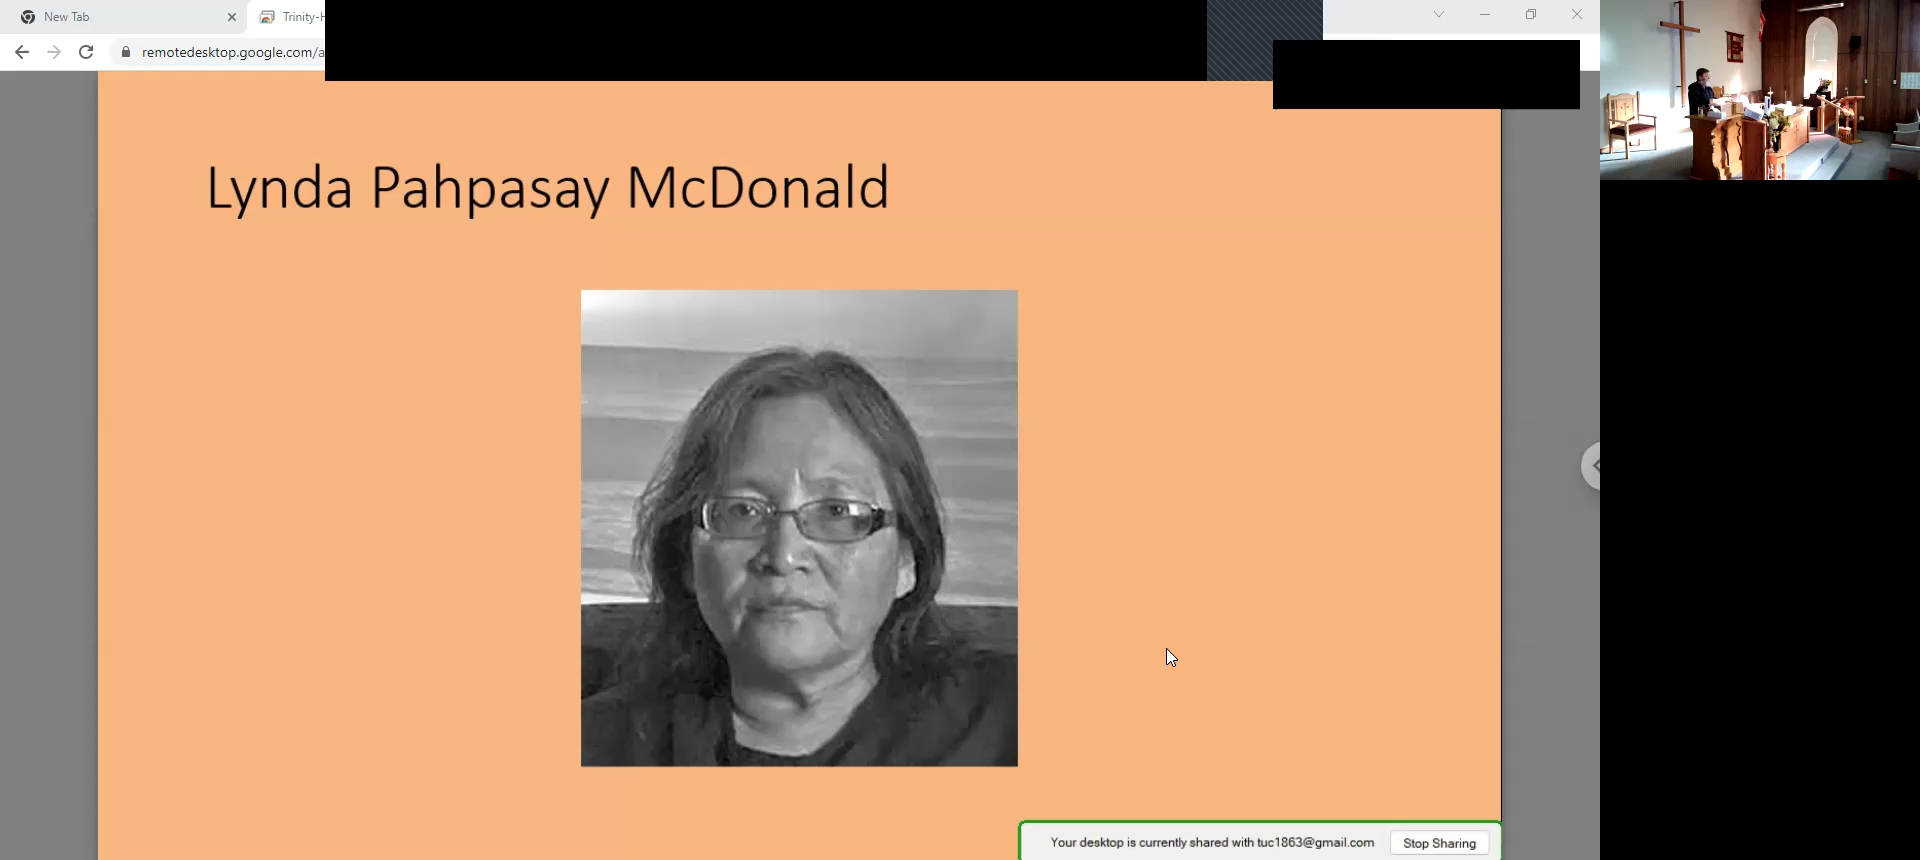 New Tab
Trinity-H
remotedesktop.google.com/a
Lynda Pahpasay McDonald
Your desktop is currently shared with tuc1863@gmail.com
Stop Sharing